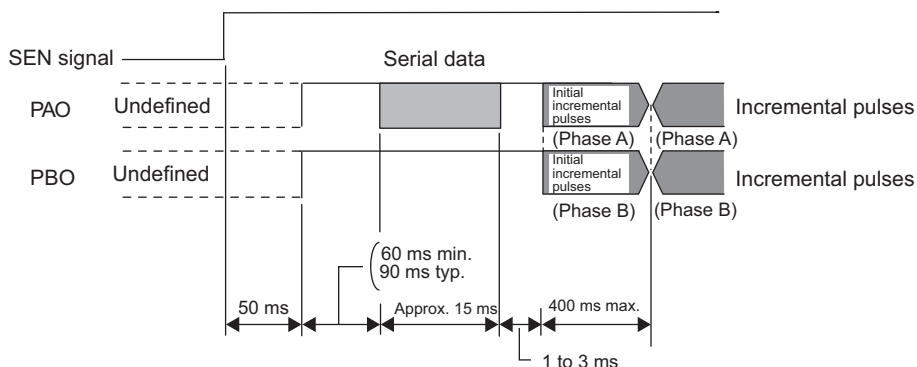 SEN signal
Serial data
PAO
Undefined
Initial
incremental
pulses
Incremental pulses
(Phase A)
(Phase A)
PBO
Undefined
Initial
incremental
pulses
Incremental pulses
(Phase B)
(Phase B)
60 ms min.
90 ms typ.
50 ms
Approx. 15 ms
400 ms max.
1 to 3 ms